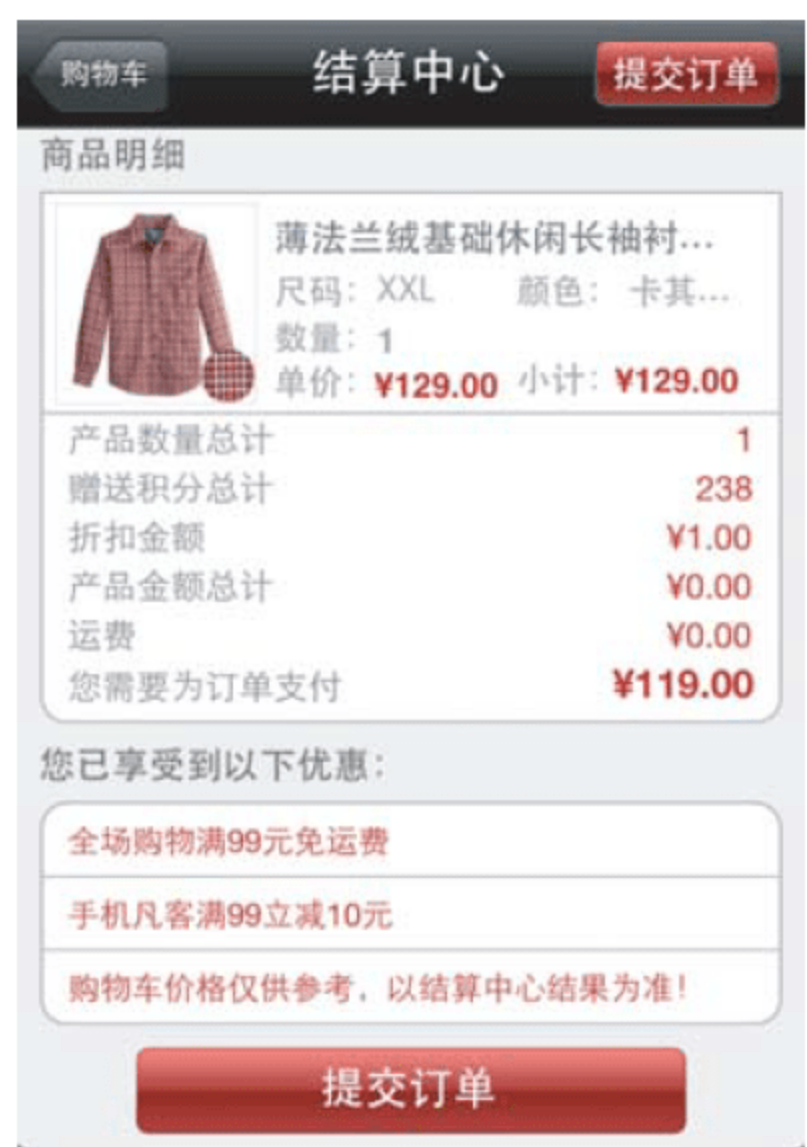 购物车 结算中心 提交订单
商品明细
薄法兰绒基础休闲长袖衬...
尺码：XXL 颜色：卡其...
数量：1
单价：¥129.00 小计：¥129.00
产品数量总计 1
赠送积分总计 238
折扣金额 ¥1.00
产品金额总计 ¥0.00
运费 ¥0.00
您需要为订单支付 ¥119.00
您已享受到以下优惠：
全场购物满99元免运费
手机凡客满99立减10元
购物车价格仅供参考，以结算中心结果为准！
提交订单